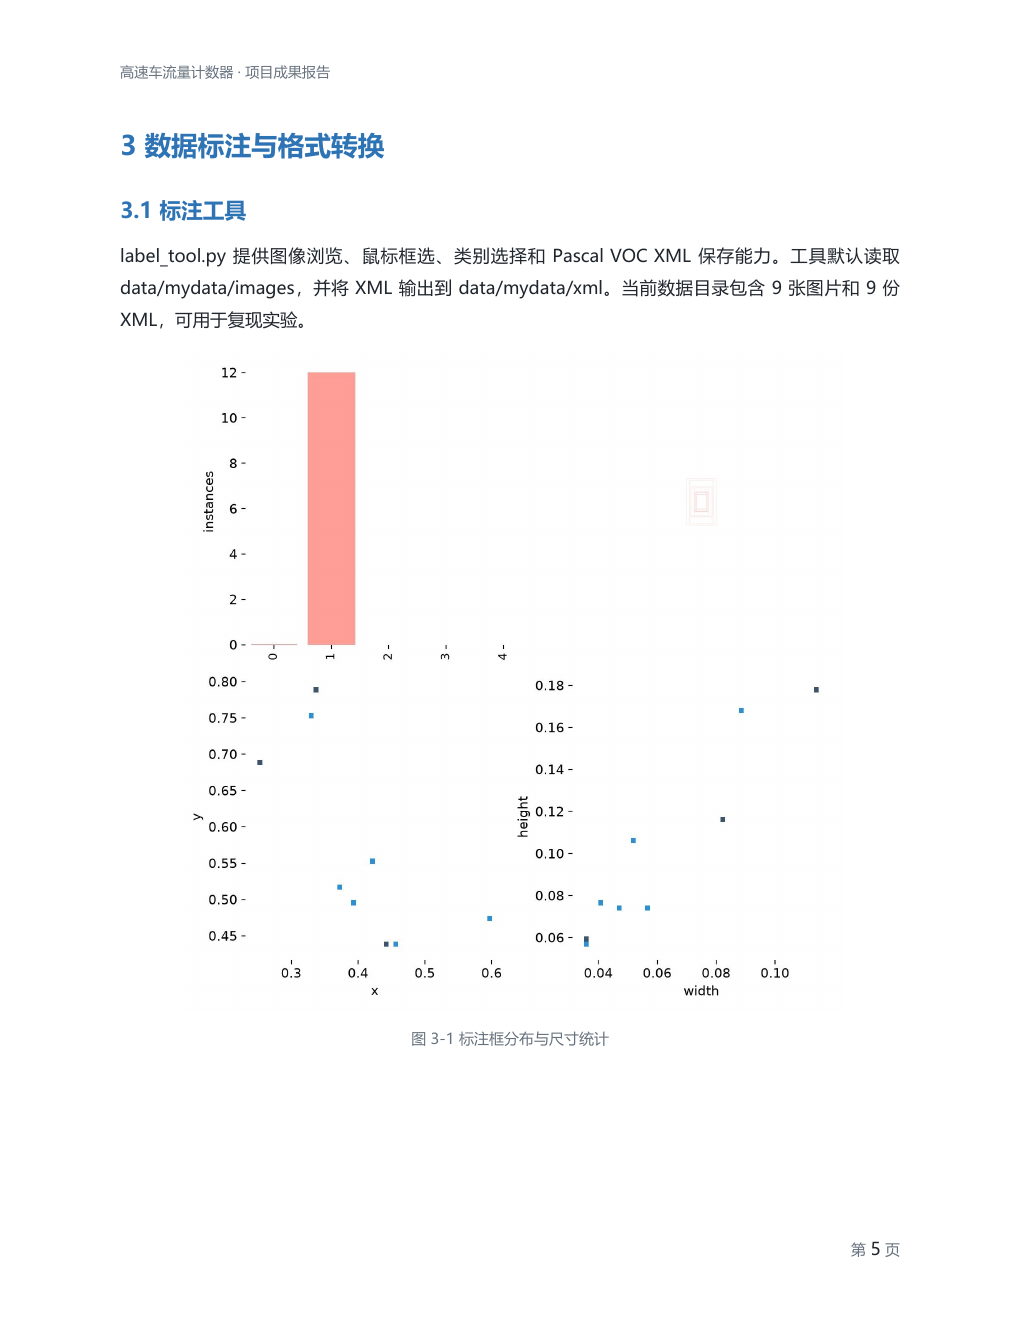 高速车流量计数器 · 项目成果报告
3 数据标注与格式转换
3.1 标注工具
label_tool.py 提供图像浏览、鼠标框选、类别选择和 Pascal VOC XML 保存能力。工具默认读取
data/mydata/images，并将 XML 输出到 data/mydata/xml。当前数据目录包含 9 张图片和 9 份
XML，可用于复现实验。
12
10
8
6
4
2
0
instances
0 1 2 3 4
0.80
0.75
0.70
0.65
0.60
0.55
0.50
0.45
y
0.3 0.4 0.5 0.6
x
0.18
0.16
0.14
0.12
0.10
0.08
0.06
height
0.04 0.06 0.08 0.10
width
图 3-1 标注框分布与尺寸统计
第 5 页